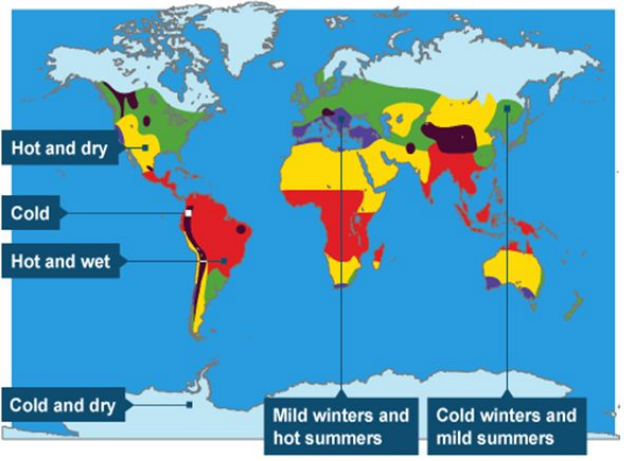 Hot and dry
Cold
Hot and wet
Cold and dry
Mild winters and
hot summers
Cold winters and
mild summers